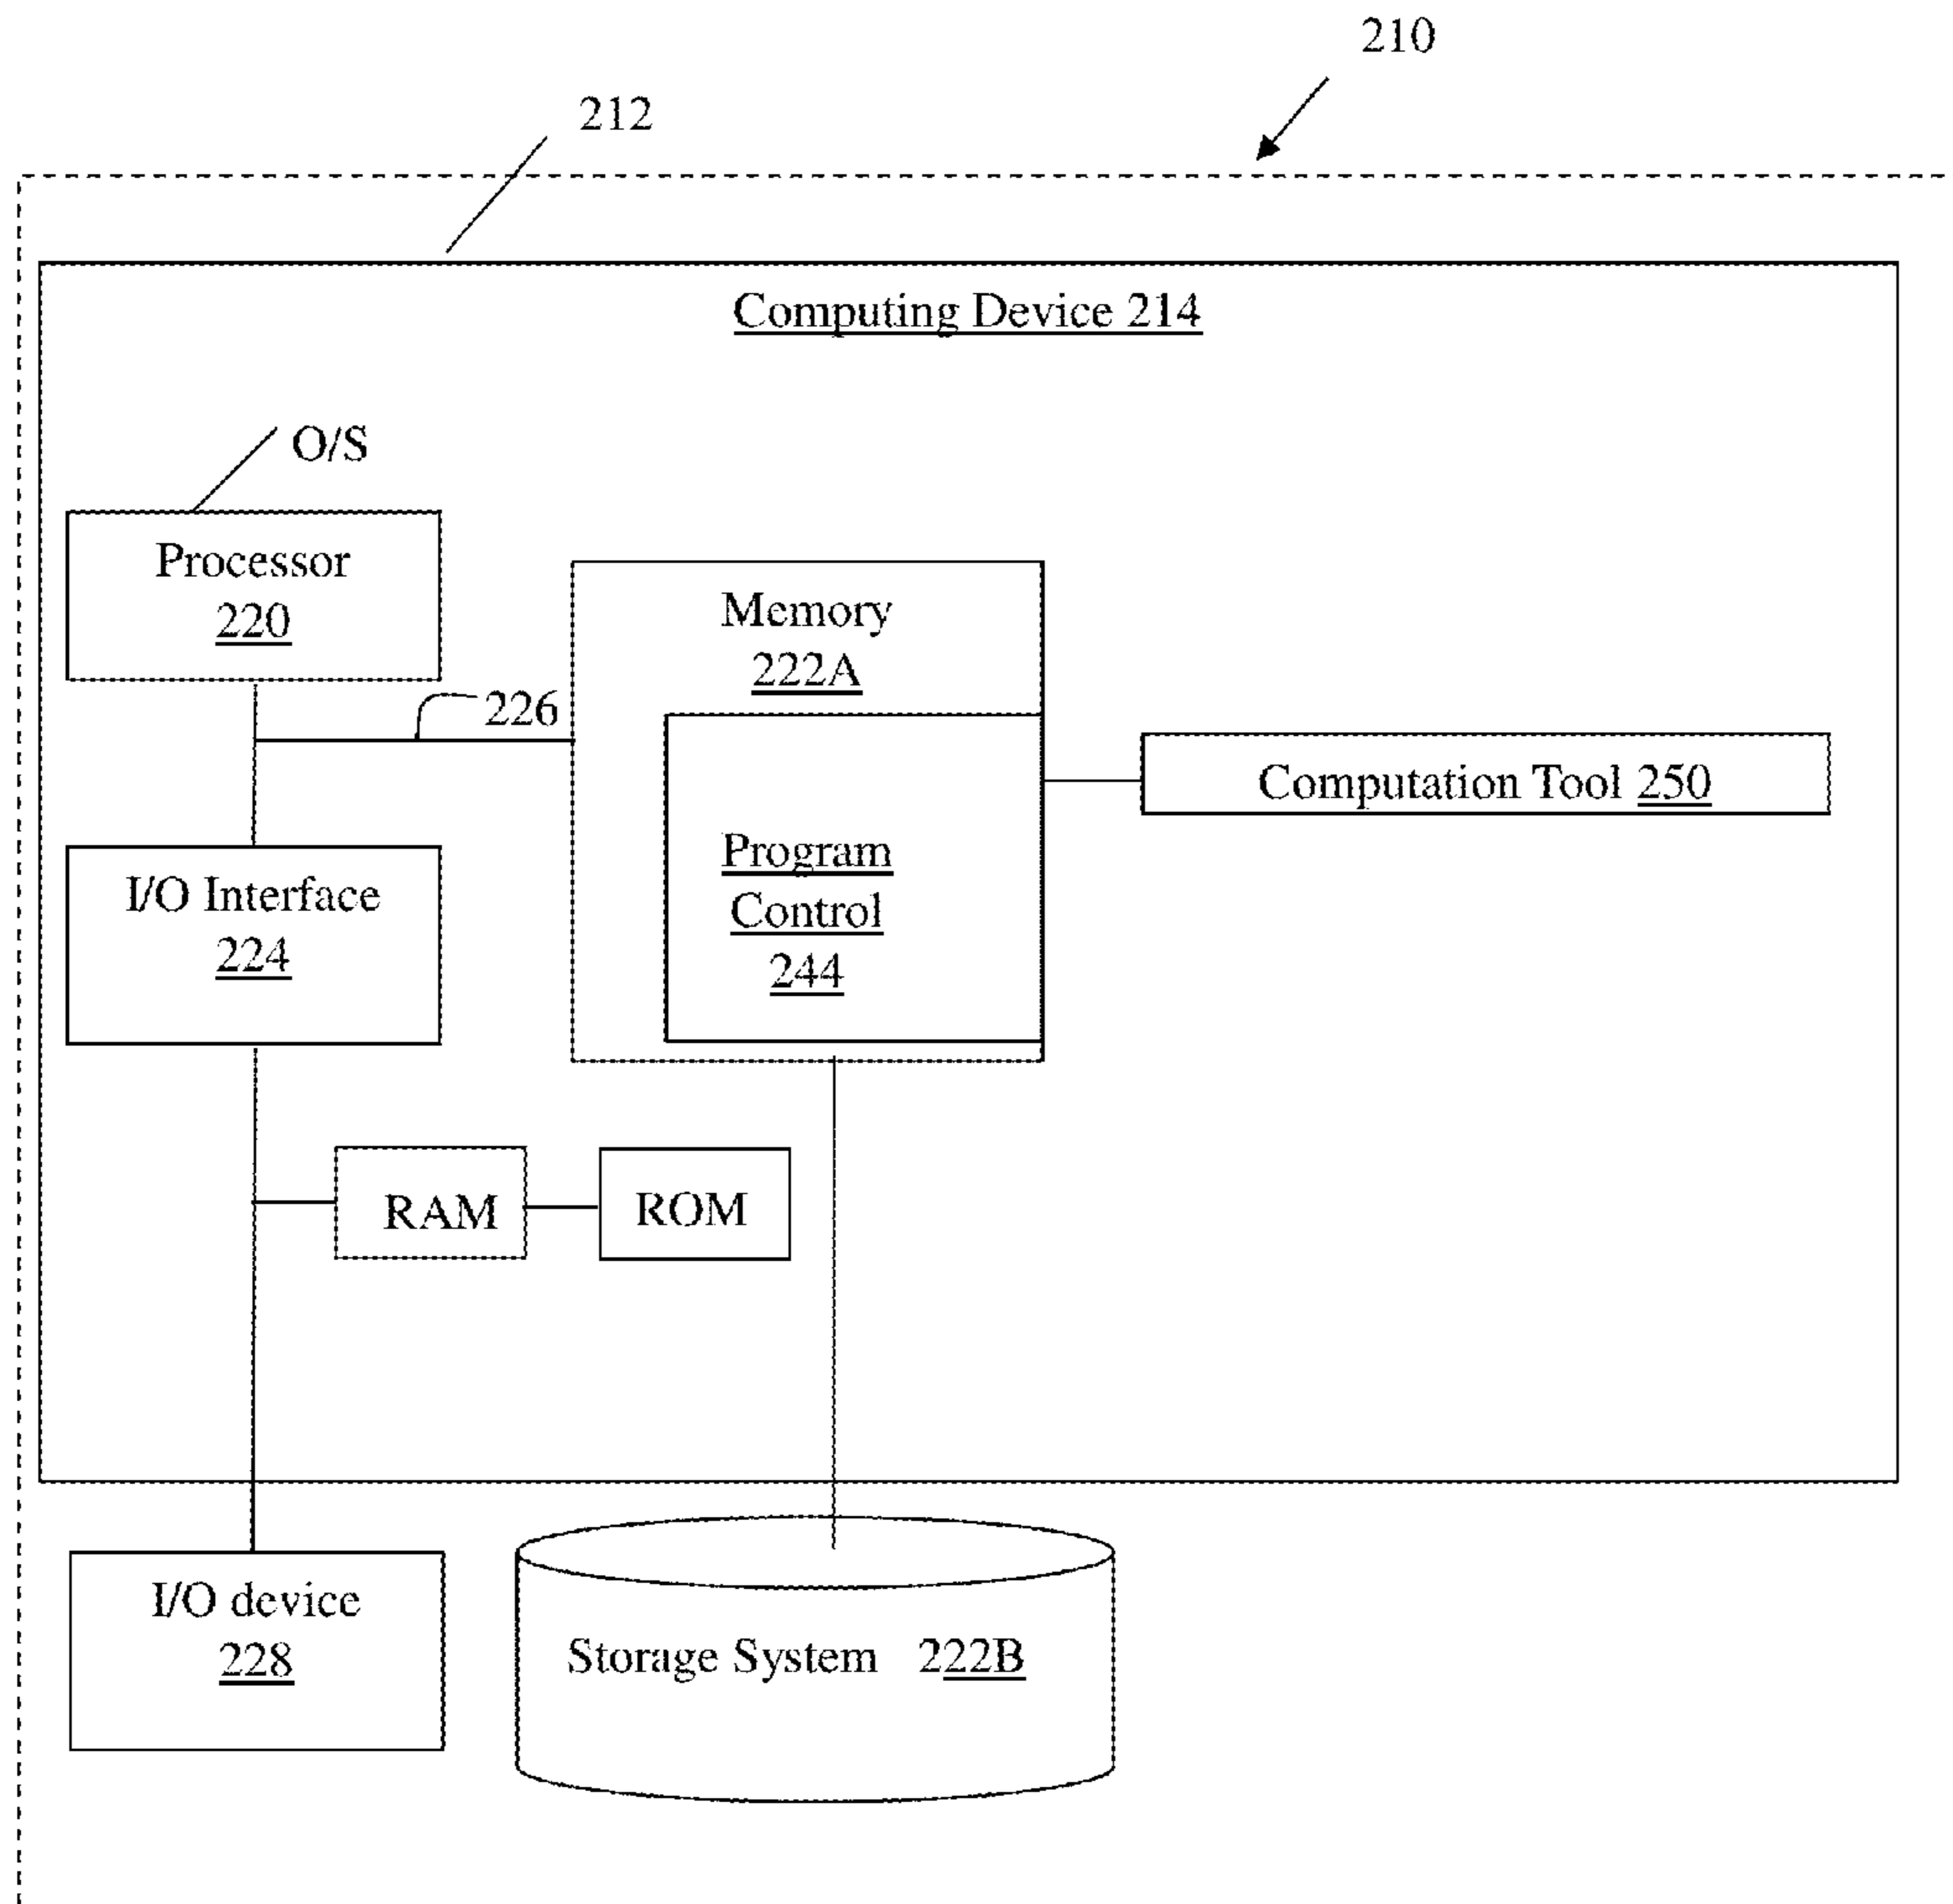 210
212
Computing Device 214
O/S
Processor
220
Memory
222A
226
Computation Tool 250
Program
Control
244
I/O Interface
224
RAM
ROM
I/O device
228
Storage System 222B